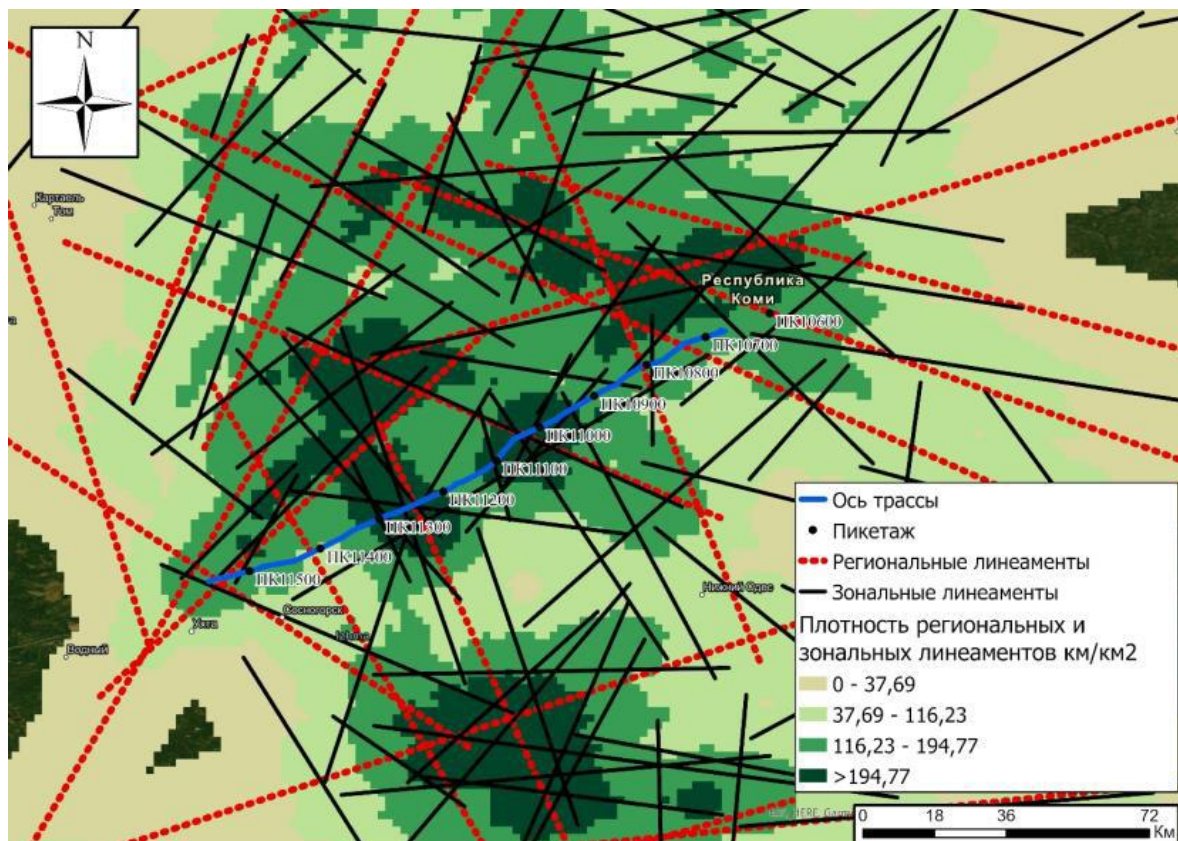 N
Картаель
Том
а
Республика
Коми
ПК10600
ПК10700
ПК10800
ПК10900
ПК11000
ПК11100
ПК11200
ПК11300
ПК11400
ПК11500
Сосногорск
Ухта
Водный
Нижний Одес
Ось трассы
Пикетаж
Региональные линеаменты
Зональные линеаменты
Плотность региональных и
зональных линеаментов км/км2
0 - 37,69
37,69 - 116,23
116,23 - 194,77
>194,77
0 18 36 72
Км